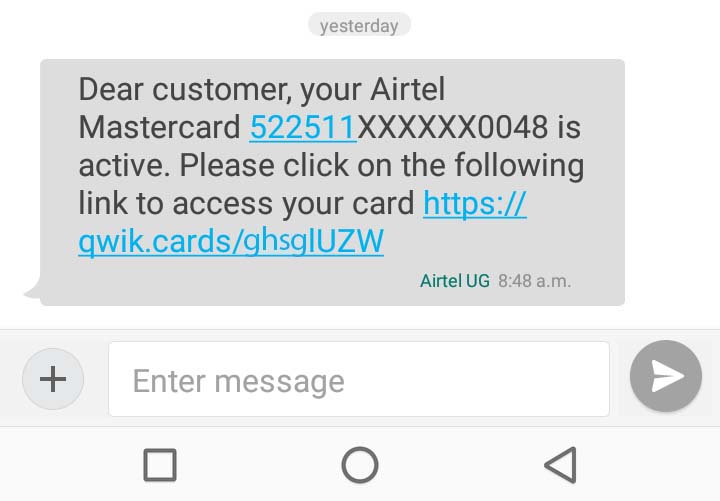 yesterday
Dear customer, your Airtel
Mastercard 522511XXXXXX0048 is
active. Please click on the following
link to access your card https://
qwik.cards/ghsglUZW
Airtel UG 8:48 a.m.
Enter message